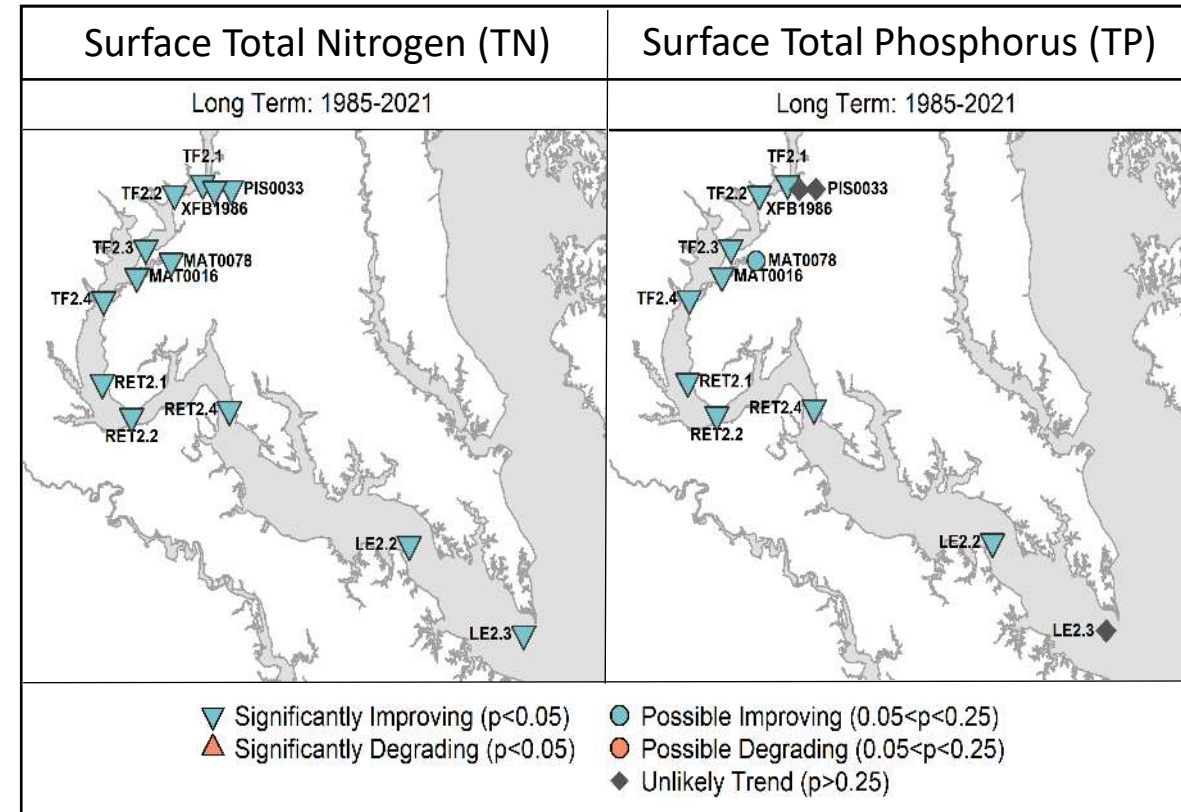 Surface Total Nitrogen (TN)
Long Term: 1985-2021
TF2.1
TF2.2
PIS0033
XFB1986
TF2.3
MAT0078
MAT0016
TF2.4
RET2.1
RET2.4
RET2.2
LE2.2
LE2.3
Surface Total Phosphorus (TP)
Long Term: 1985-2021
TF2.1
TF2.2
PIS0033
XFB1986
TF2.3
MAT0078
MAT0016
TF2.4
RET2.1
RET2.4
RET2.2
LE2.2
LE2.3
Significantly Improving (p<0.05)
Significantly Degrading (p<0.05)
Possible Improving (0.05<p<0.25)
Possible Degrading (0.05<p<0.25)
Unlikely Trend (p>0.25)